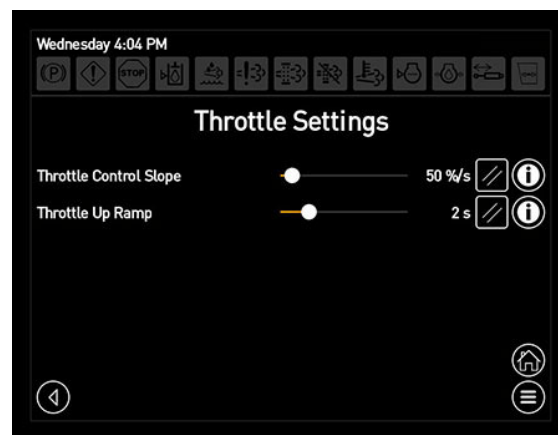 Wednesday 4:04 PM
(P)
STOP
Throttle Settings
Throttle Control Slope 50 %/s
Throttle Up Ramp 2 s